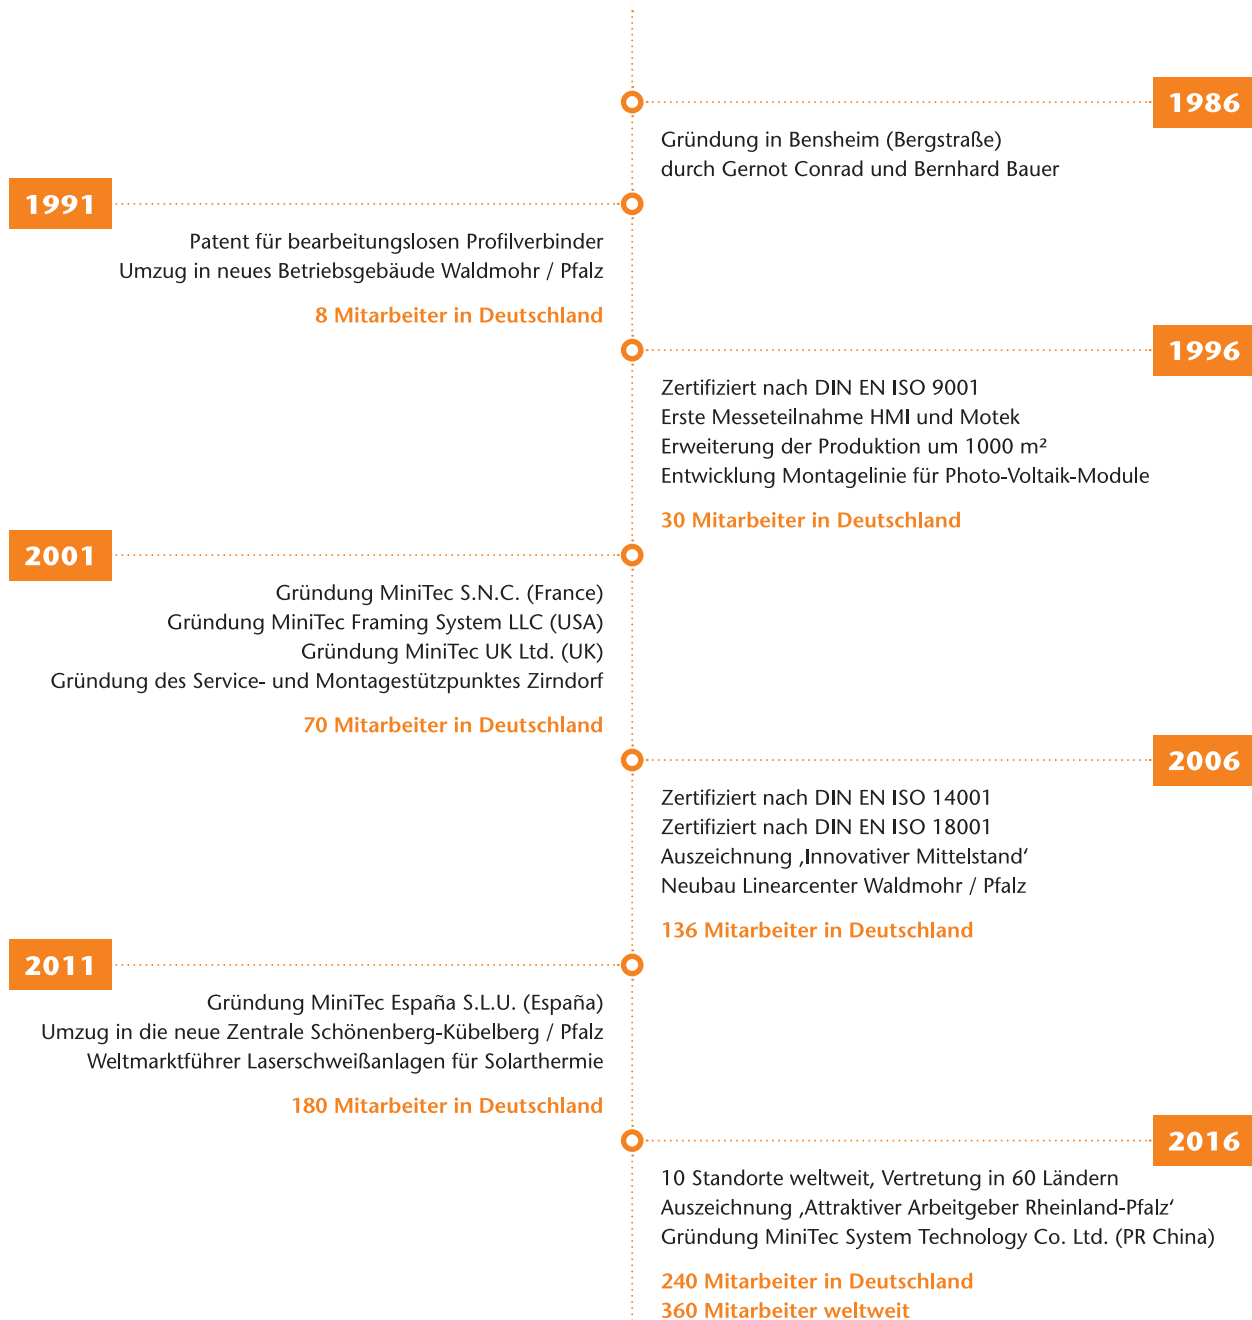 1986
Gründung in Bensheim (Bergstraße)
durch Gernot Conrad und Bernhard Bauer
1991
Patent für bearbeitungslosen Profilverbinder
Umzug in neues Betriebsgebäude Waldmohr / Pfalz
8 Mitarbeiter in Deutschland
1996
Zertifiziert nach DIN EN ISO 9001
Erste Messeteilnahme HMI und Motek
Erweiterung der Produktion um 1000 m²
Entwicklung Montagelinie für Photo-Voltaik-Module
30 Mitarbeiter in Deutschland
2001
Gründung MiniTec S.N.C. (France)
Gründung MiniTec Framing System LLC (USA)
Gründung MiniTec UK Ltd. (UK)
Gründung des Service- und Montagestützpunktes Zirndorf
70 Mitarbeiter in Deutschland
2006
Zertifiziert nach DIN EN ISO 14001
Zertifiziert nach DIN EN ISO 18001
Auszeichnung ‚Innovativer Mittelstand‘
Neubau Linearcenter Waldmohr / Pfalz
136 Mitarbeiter in Deutschland
2011
Gründung MiniTec España S.L.U. (España)
Umzug in die neue Zentrale Schönenberg-Kübelberg / Pfalz
Weltmarktführer Laserschweißanlagen für Solarthermie
180 Mitarbeiter in Deutschland
2016
10 Standorte weltweit, Vertretung in 60 Ländern
Auszeichnung ‚Attraktiver Arbeitgeber Rheinland-Pfalz‘
Gründung MiniTec System Technology Co. Ltd. (PR China)
240 Mitarbeiter in Deutschland
360 Mitarbeiter weltweit